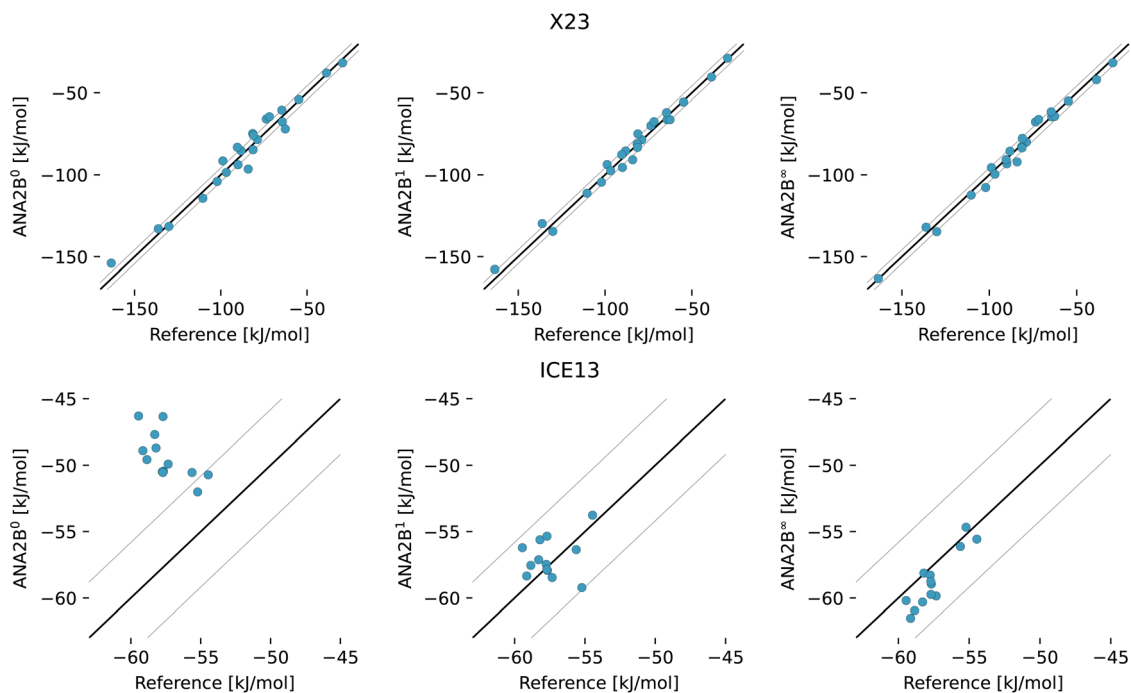 X23
ANA2B⁰ [kJ/mol]
−50
−100
−150
−150 −100 −50
Reference [kJ/mol]
ANA2B¹ [kJ/mol]
−50
−100
−150
−150 −100 −50
Reference [kJ/mol]
ANA2B∞ [kJ/mol]
−50
−100
−150
−150 −100 −50
Reference [kJ/mol]
ICE13
ANA2B⁰ [kJ/mol]
−45
−50
−55
−60
−60 −55 −50 −45
Reference [kJ/mol]
ANA2B¹ [kJ/mol]
−45
−50
−55
−60
−60 −55 −50 −45
Reference [kJ/mol]
ANA2B∞ [kJ/mol]
−45
−50
−55
−60
−60 −55 −50 −45
Reference [kJ/mol]